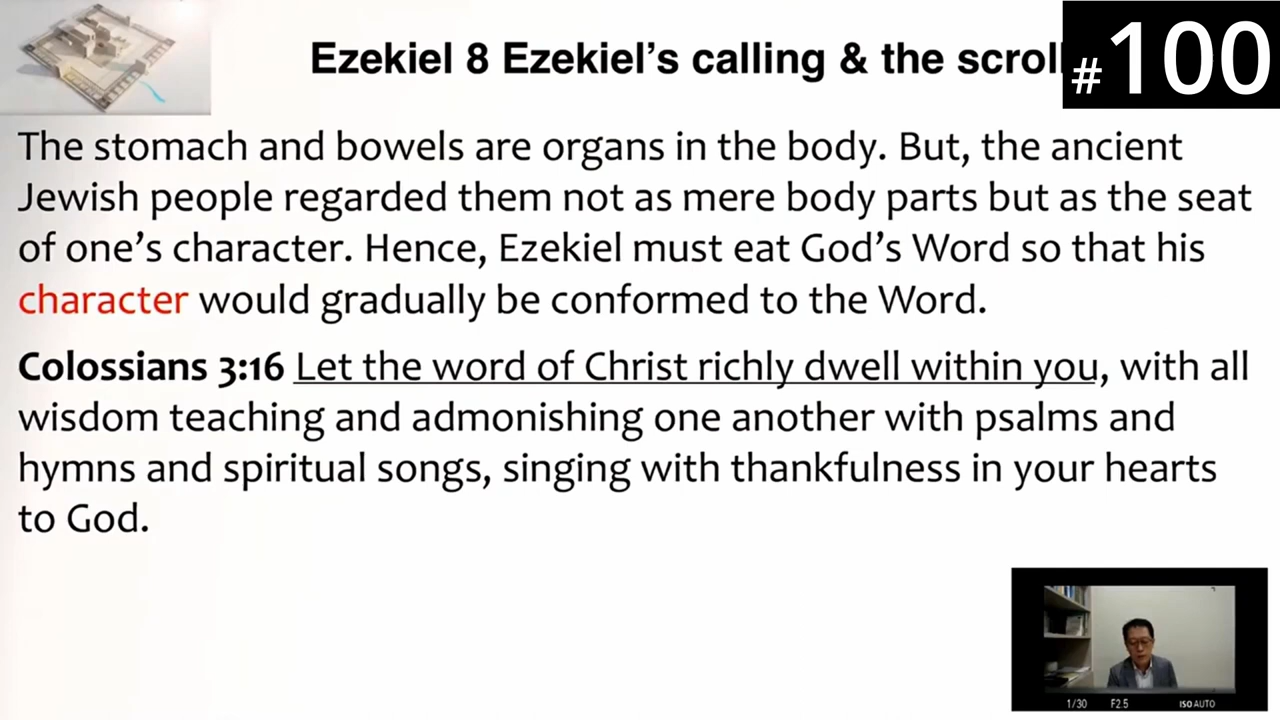 Ezekiel 8 Ezekiel’s calling & the scroll
#100
The stomach and bowels are organs in the body. But, the ancient
Jewish people regarded them not as mere body parts but as the seat
of one’s character. Hence, Ezekiel must eat God’s Word so that his
character would gradually be conformed to the Word.
Colossians 3:16 Let the word of Christ richly dwell within you, with all
wisdom teaching and admonishing one another with psalms and
hymns and spiritual songs, singing with thankfulness in your hearts
to God.
1/30 F2.5 ISO AUTO